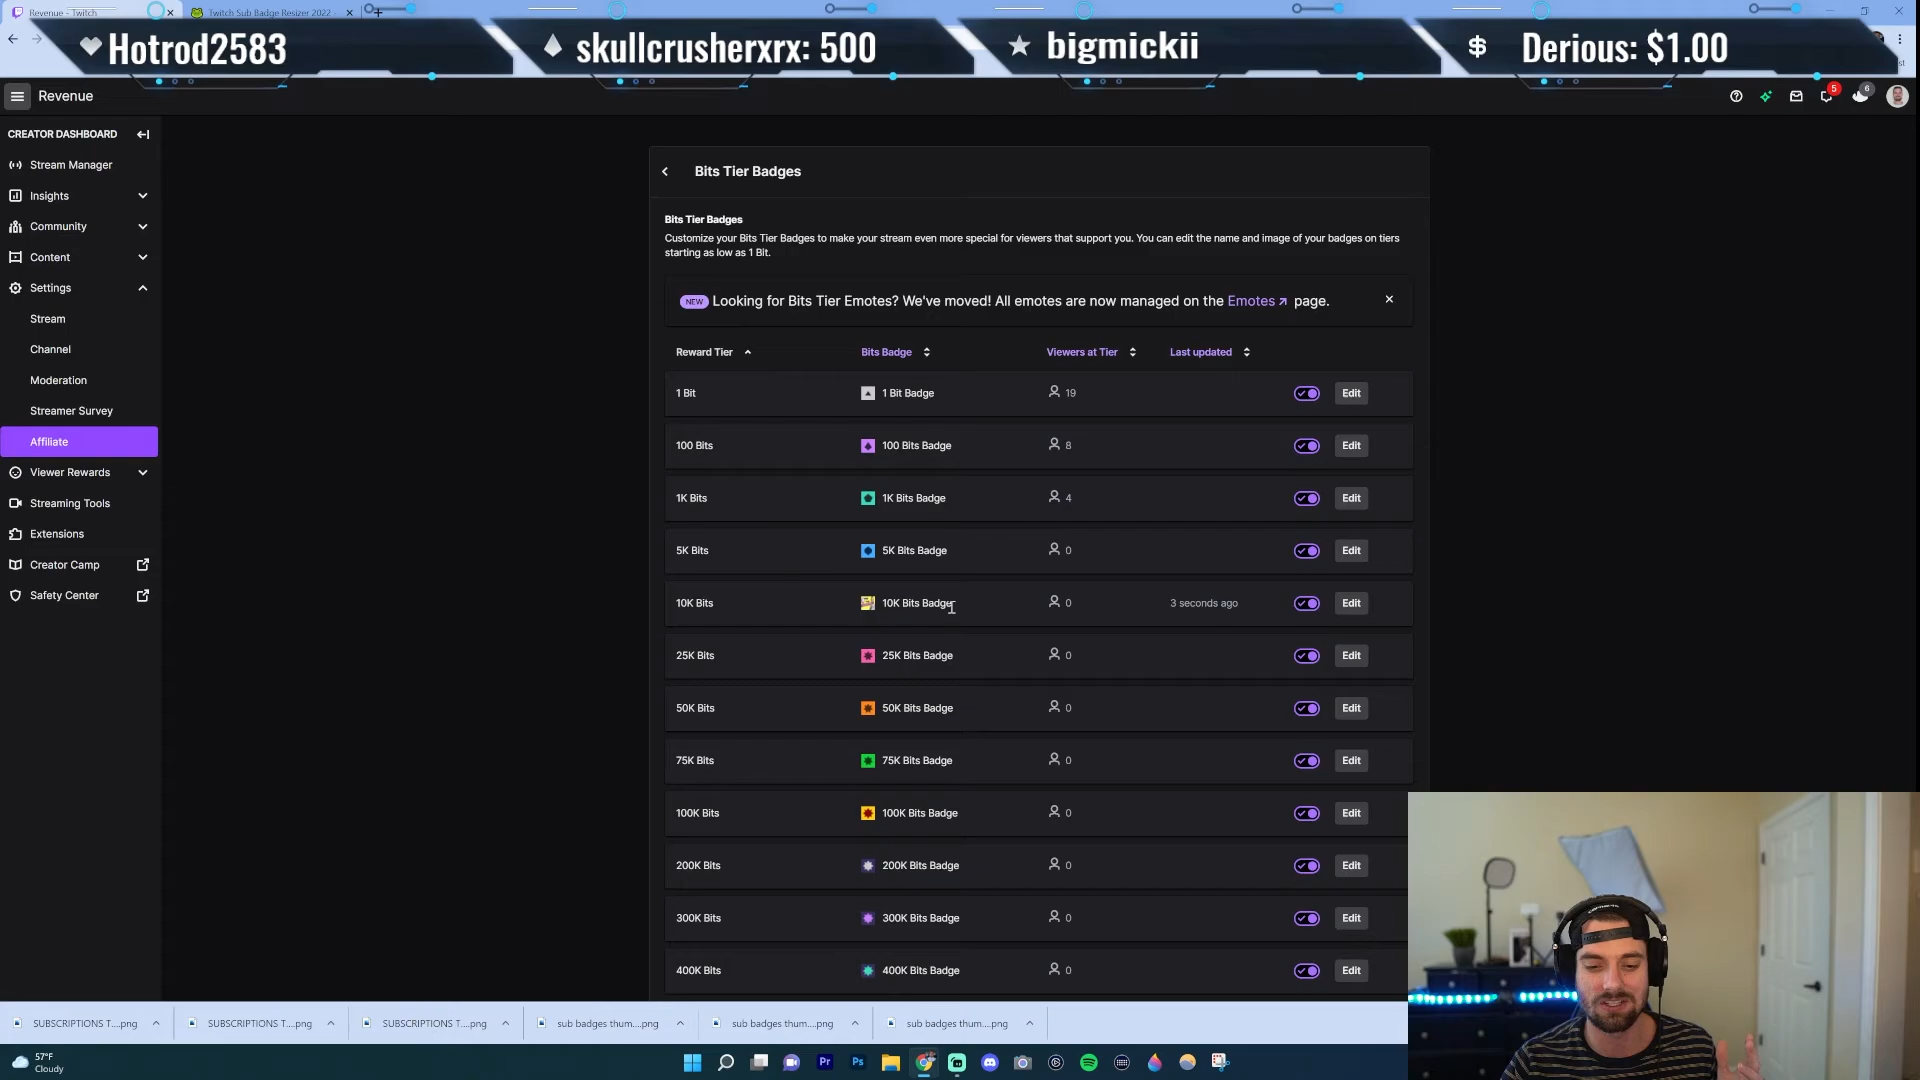 Revenue - Twitch
Twitch Sub Badge Resizer 2022
Hotrod2583
skullcrusherxrx: 500
bigmickii
Derious: $1.00
Revenue
5
6
CREATOR DASHBOARD
Stream Manager
Insights
Community
Content
Settings
Stream
Channel
Moderation
Streamer Survey
Affiliate
Viewer Rewards
Streaming Tools
Extensions
Creator Camp
Safety Center
Bits Tier Badges
Bits Tier Badges
Customize your Bits Tier Badges to make your stream even more special for viewers that support you. You can edit the name and image of your badges on tiers
starting as low as 1 Bit.
NEW Looking for Bits Tier Emotes? We've moved! All emotes are now managed on the Emotes page.
Reward Tier Bits Badge Viewers at Tier Last updated
1 Bit 1 Bit Badge 19 Edit
100 Bits 100 Bits Badge 8 Edit
1K Bits 1K Bits Badge 4 Edit
5K Bits 5K Bits Badge 0 Edit
10K Bits 10K Bits Badge 0 3 seconds ago Edit
25K Bits 25K Bits Badge 0 Edit
50K Bits 50K Bits Badge 0 Edit
75K Bits 75K Bits Badge 0 Edit
100K Bits 100K Bits Badge 0 Edit
200K Bits 200K Bits Badge 0 Edit
300K Bits 300K Bits Badge 0 Edit
400K Bits 400K Bits Badge 0 Edit
SUBSCRIPTIONS T....png SUBSCRIPTIONS T....png SUBSCRIPTIONS T....png sub badges thum....png sub badges thum....png sub badges thum....png
57°F
Cloudy
Pr Ps